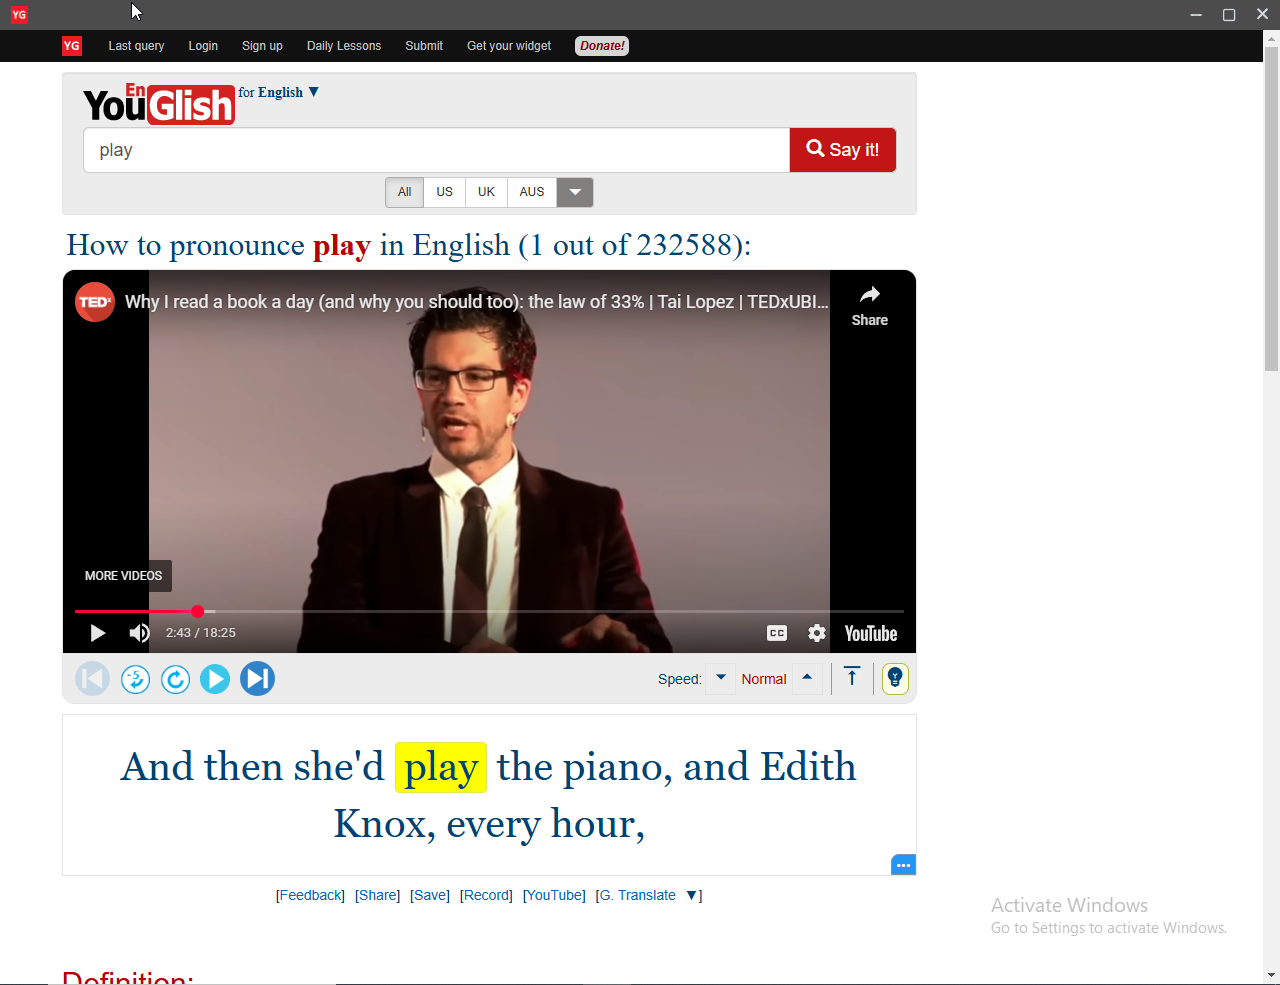 YG
YG Last query Login Sign up Daily Lessons Submit Get your widget Donate!
YouGlish En for English ▼
play Say it!
All US UK AUS
How to pronounce play in English (1 out of 232588):
TEDx Why I read a book a day (and why you should too): the law of 33% | Tai Lopez | TEDxUBI...
Share
MORE VIDEOS
2:43 / 18:25 CC YouTube
-5 Speed: Normal
And then she'd play the piano, and Edith
Knox, every hour,
[Feedback] [Share] [Save] [Record] [YouTube] [G. Translate ▼]
Activate Windows
Go to Settings to activate Windows.
Definition: